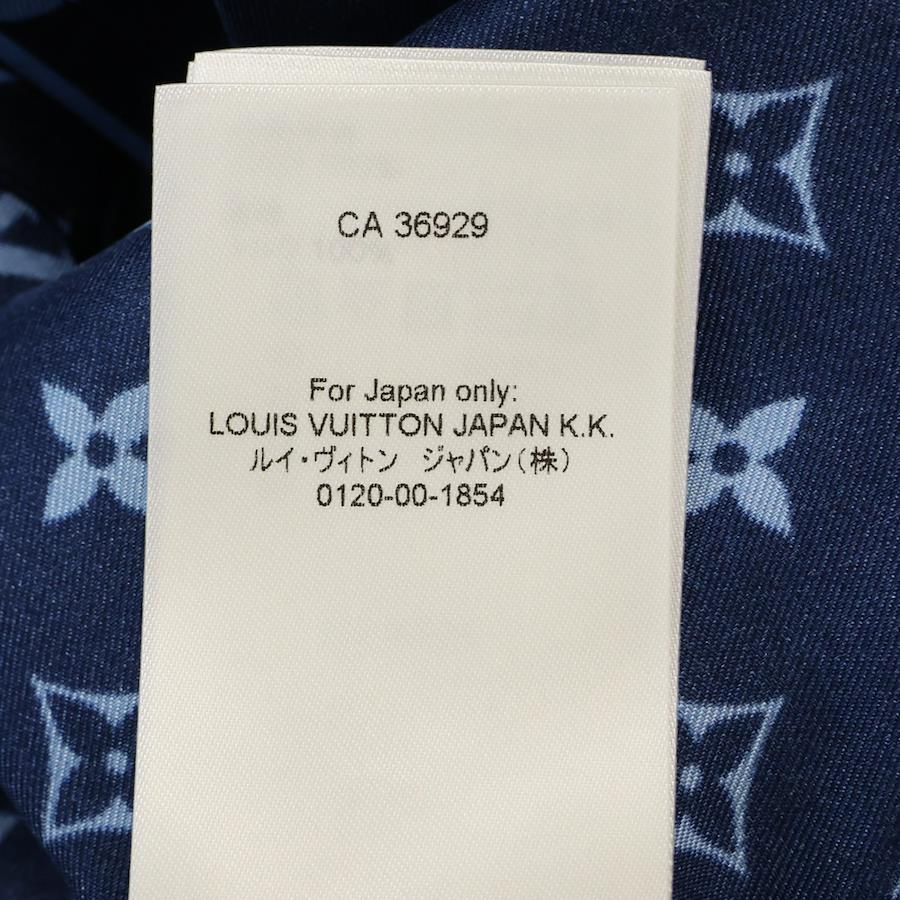 CA 36929
For Japan only:
LOUIS VUITTON JAPAN K.K.
ルイ・ヴィトン　ジャパン(株)
0120-00-1854